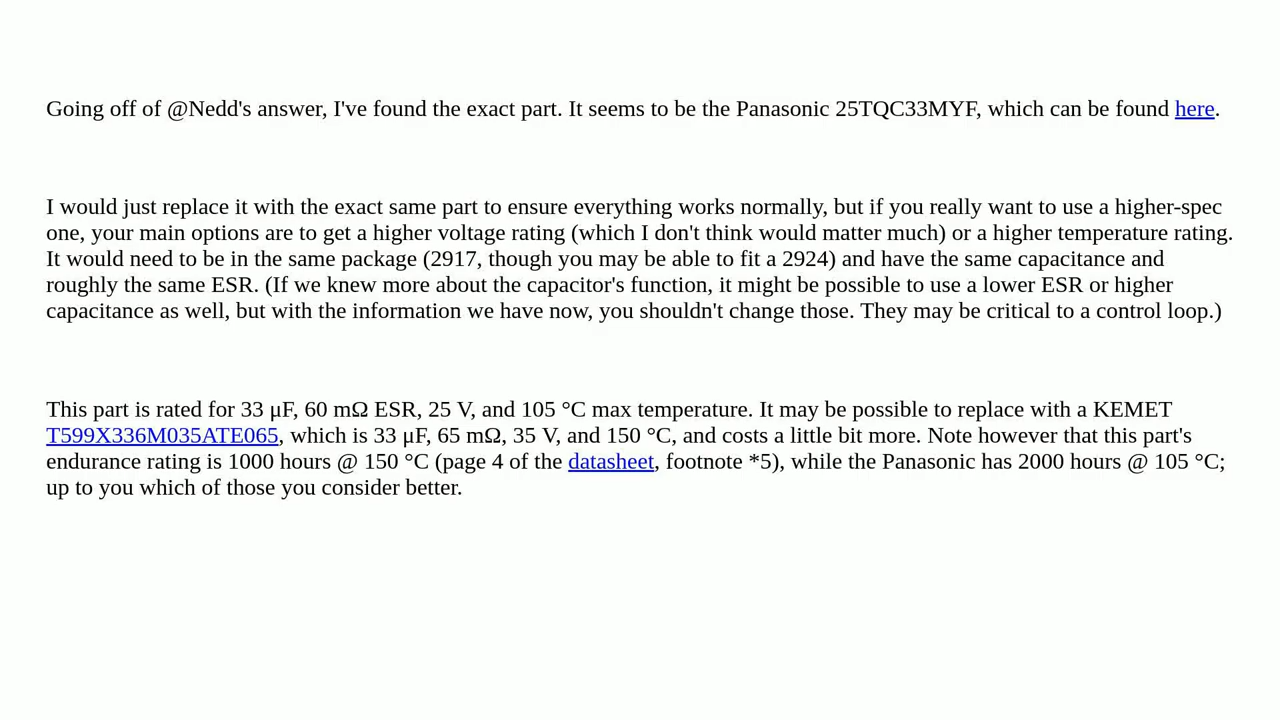 Going off of @Nedd's answer, I've found the exact part. It seems to be the Panasonic 25TQC33MYF, which can be found here.
I would just replace it with the exact same part to ensure everything works normally, but if you really want to use a higher-spec
one, your main options are to get a higher voltage rating (which I don't think would matter much) or a higher temperature rating.
It would need to be in the same package (2917, though you may be able to fit a 2924) and have the same capacitance and
roughly the same ESR. (If we knew more about the capacitor's function, it might be possible to use a lower ESR or higher
capacitance as well, but with the information we have now, you shouldn't change those. They may be critical to a control loop.)
This part is rated for 33 μF, 60 mΩ ESR, 25 V, and 105 °C max temperature. It may be possible to replace with a KEMET
T599X336M035ATE065, which is 33 μF, 65 mΩ, 35 V, and 150 °C, and costs a little bit more. Note however that this part's
endurance rating is 1000 hours @ 150 °C (page 4 of the datasheet, footnote *5), while the Panasonic has 2000 hours @ 105 °C;
up to you which of those you consider better.